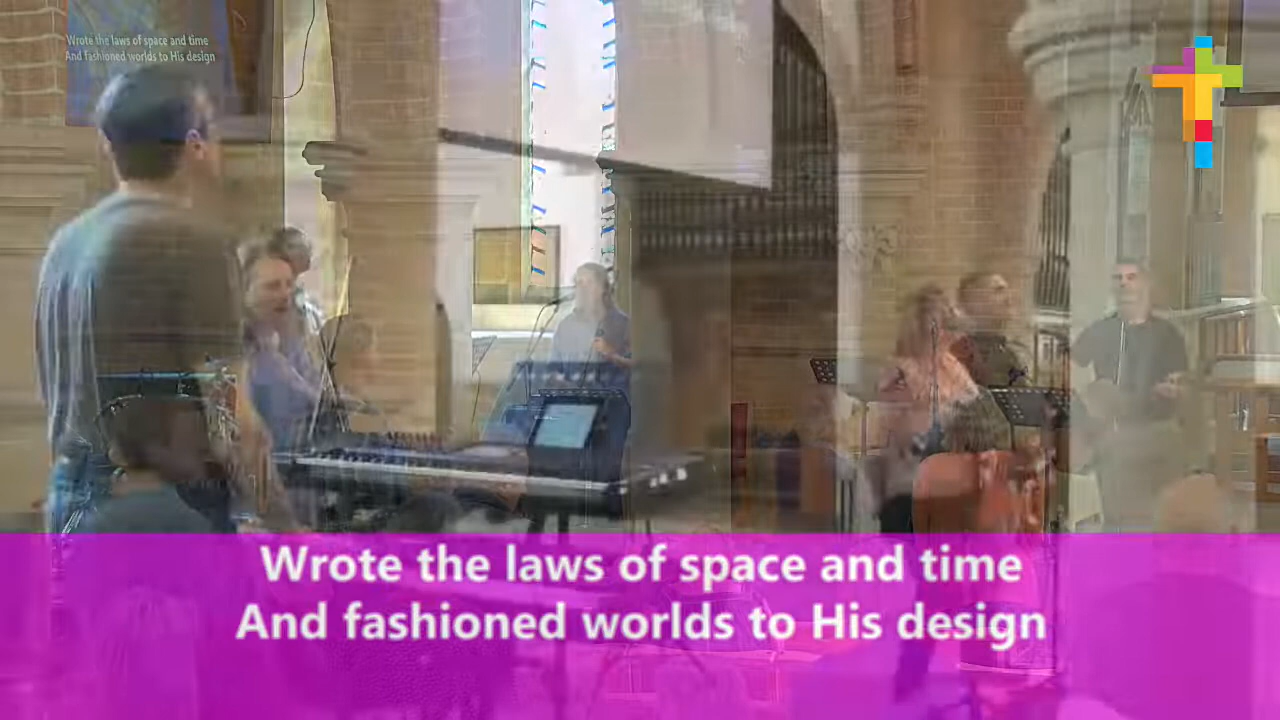 Wrote the laws of space and time
And fashioned worlds to His design
Wrote the laws of space and time
And fashioned worlds to His design